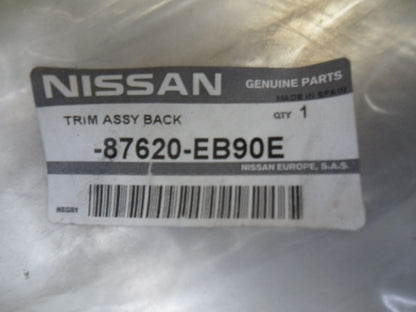 NISSAN GENUINE PARTS
MADE IN SPAIN
TRIM ASSY BACK QTY 1
-87620-EB90E
NISSAN EUROPE, S.A.S.